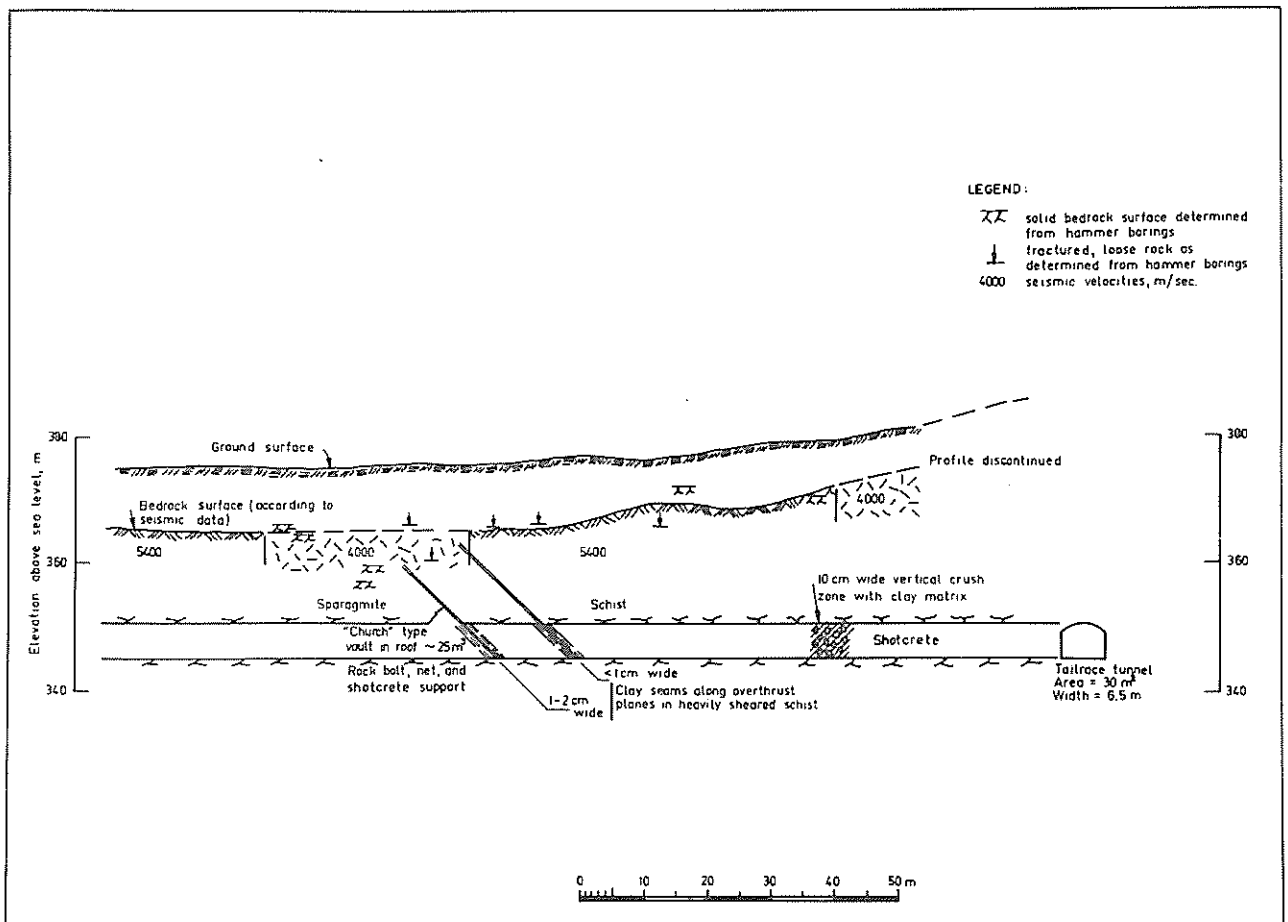 LEGEND:
solid bedrock surface determined
from hammer borings
fractured, loose rock as
determined from hammer borings
4000 seismic velocities, m/sec.
Elevation above sea level, m
380
360
340
380
360
340
Ground surface
Profile discontinued
Bedrock surface (according to
seismic data)
5400
4000
5400
4000
10 cm wide vertical crush
zone with clay matrix
Sparagmite
Schist
"Church" type
vault in roof ~25m³
Shotcrete
Rock bolt, net, and
shotcrete support
<1cm wide
1-2cm
wide
Clay seams along overthrust
planes in heavily sheared schist
Tailrace tunnel
Area = 30 m²
Width = 6.5 m
0 10 20 30 40 50 m